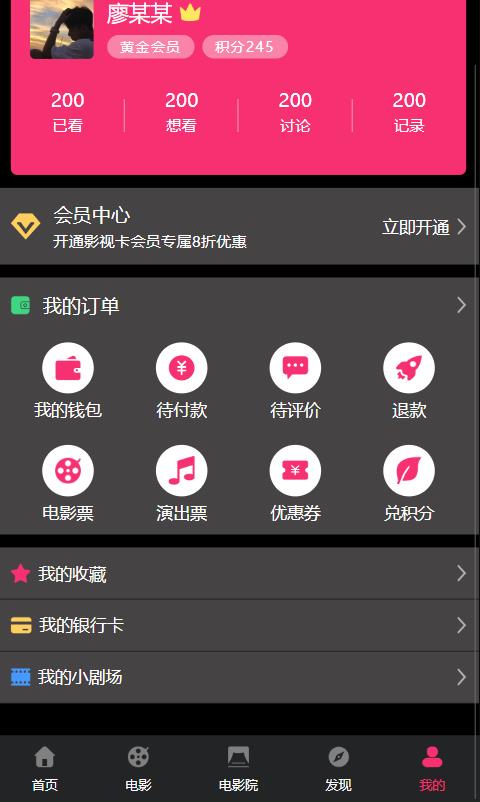 廖某某
黄金会员 积分245
200 200 200 200
已看 想看 讨论 记录
会员中心
开通影视卡会员专属8折优惠
立即开通
我的订单
我的钱包 待付款 待评价 退款
电影票 演出票 优惠券 兑积分
我的收藏
我的银行卡
我的小剧场
首页 电影 电影院 发现 我的